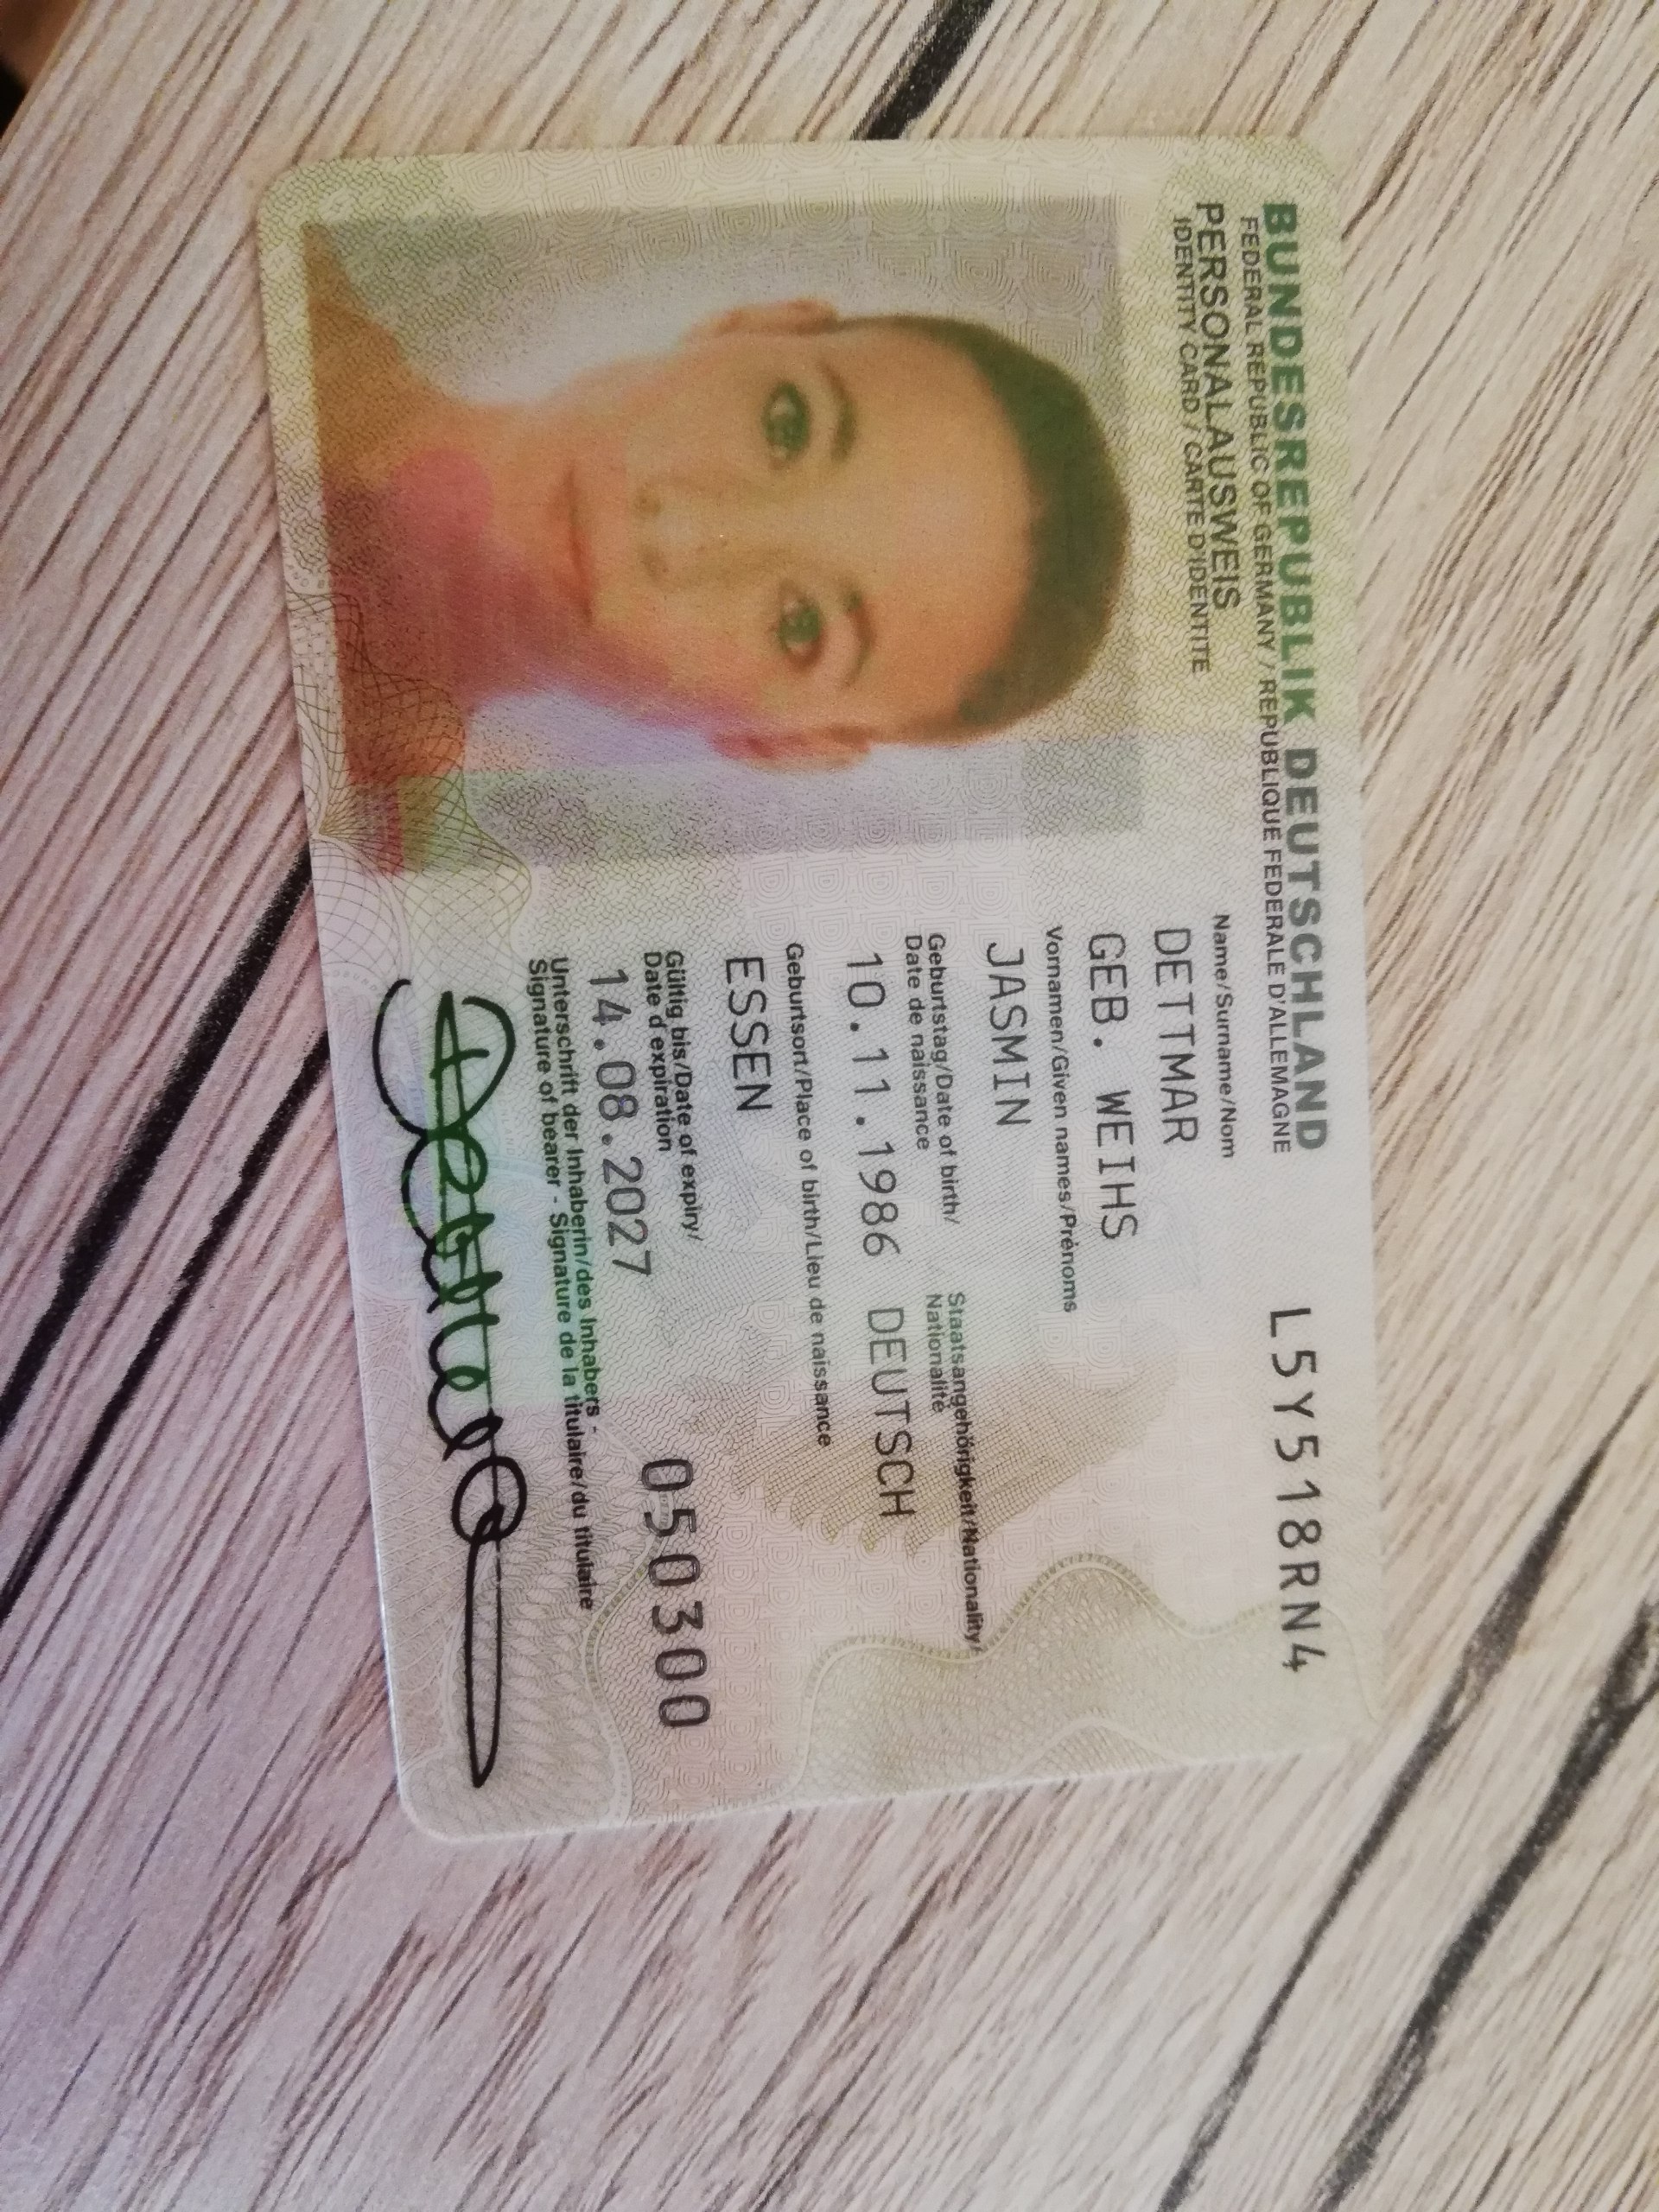 BUNDESREPUBLIK DEUTSCHLAND
FEDERAL REPUBLIC OF GERMANY / REPUBLIQUE FEDERALE D'ALLEMAGNE
PERSONALAUSWEIS
IDENTITY CARD / CARTE D'IDENTITE
L5Y518RN4
Name/Surname/Nom
DETTMAR
GEB. WEIHS
Vornamen/Given names/Prénoms
JASMIN
Geburtstag/Date of birth/
Date de naissance
Staatsangehörigkeit/Nationality/
Nationalité
10.11.1986 DEUTSCH
Geburtsort/Place of birth/Lieu de naissance
ESSEN
Gültig bis/Date of expiry/
Date d'expiration
14.08.2027
050300
Unterschrift der Inhaberin/des Inhabers -
Signature of bearer - Signature de la titulaire/du titulaire